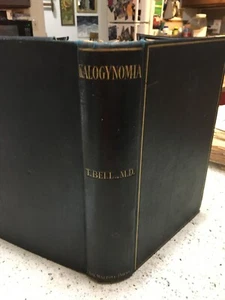 KALOGYNOMIA
T. BELL, M.B.